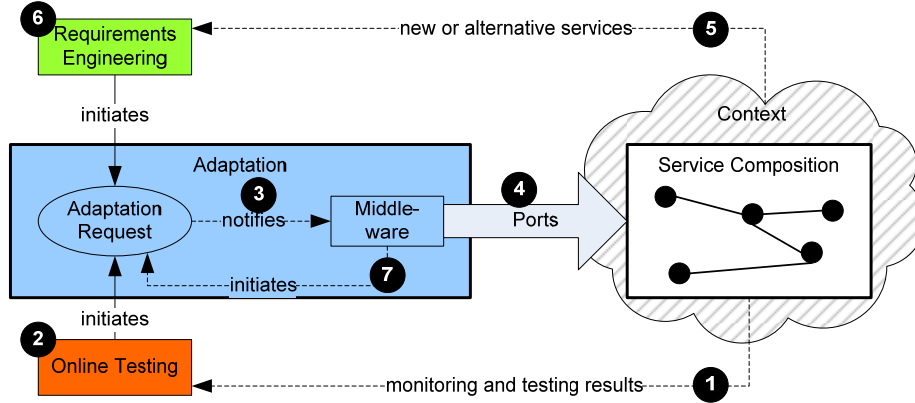 6
Requirements
Engineering
new or alternative services
5
initiates
Context
Adaptation
Service Composition
3
4
Adaptation
Request
notifies
Middle-
ware
Ports
7
initiates
initiates
2
Online Testing
monitoring and testing results
1